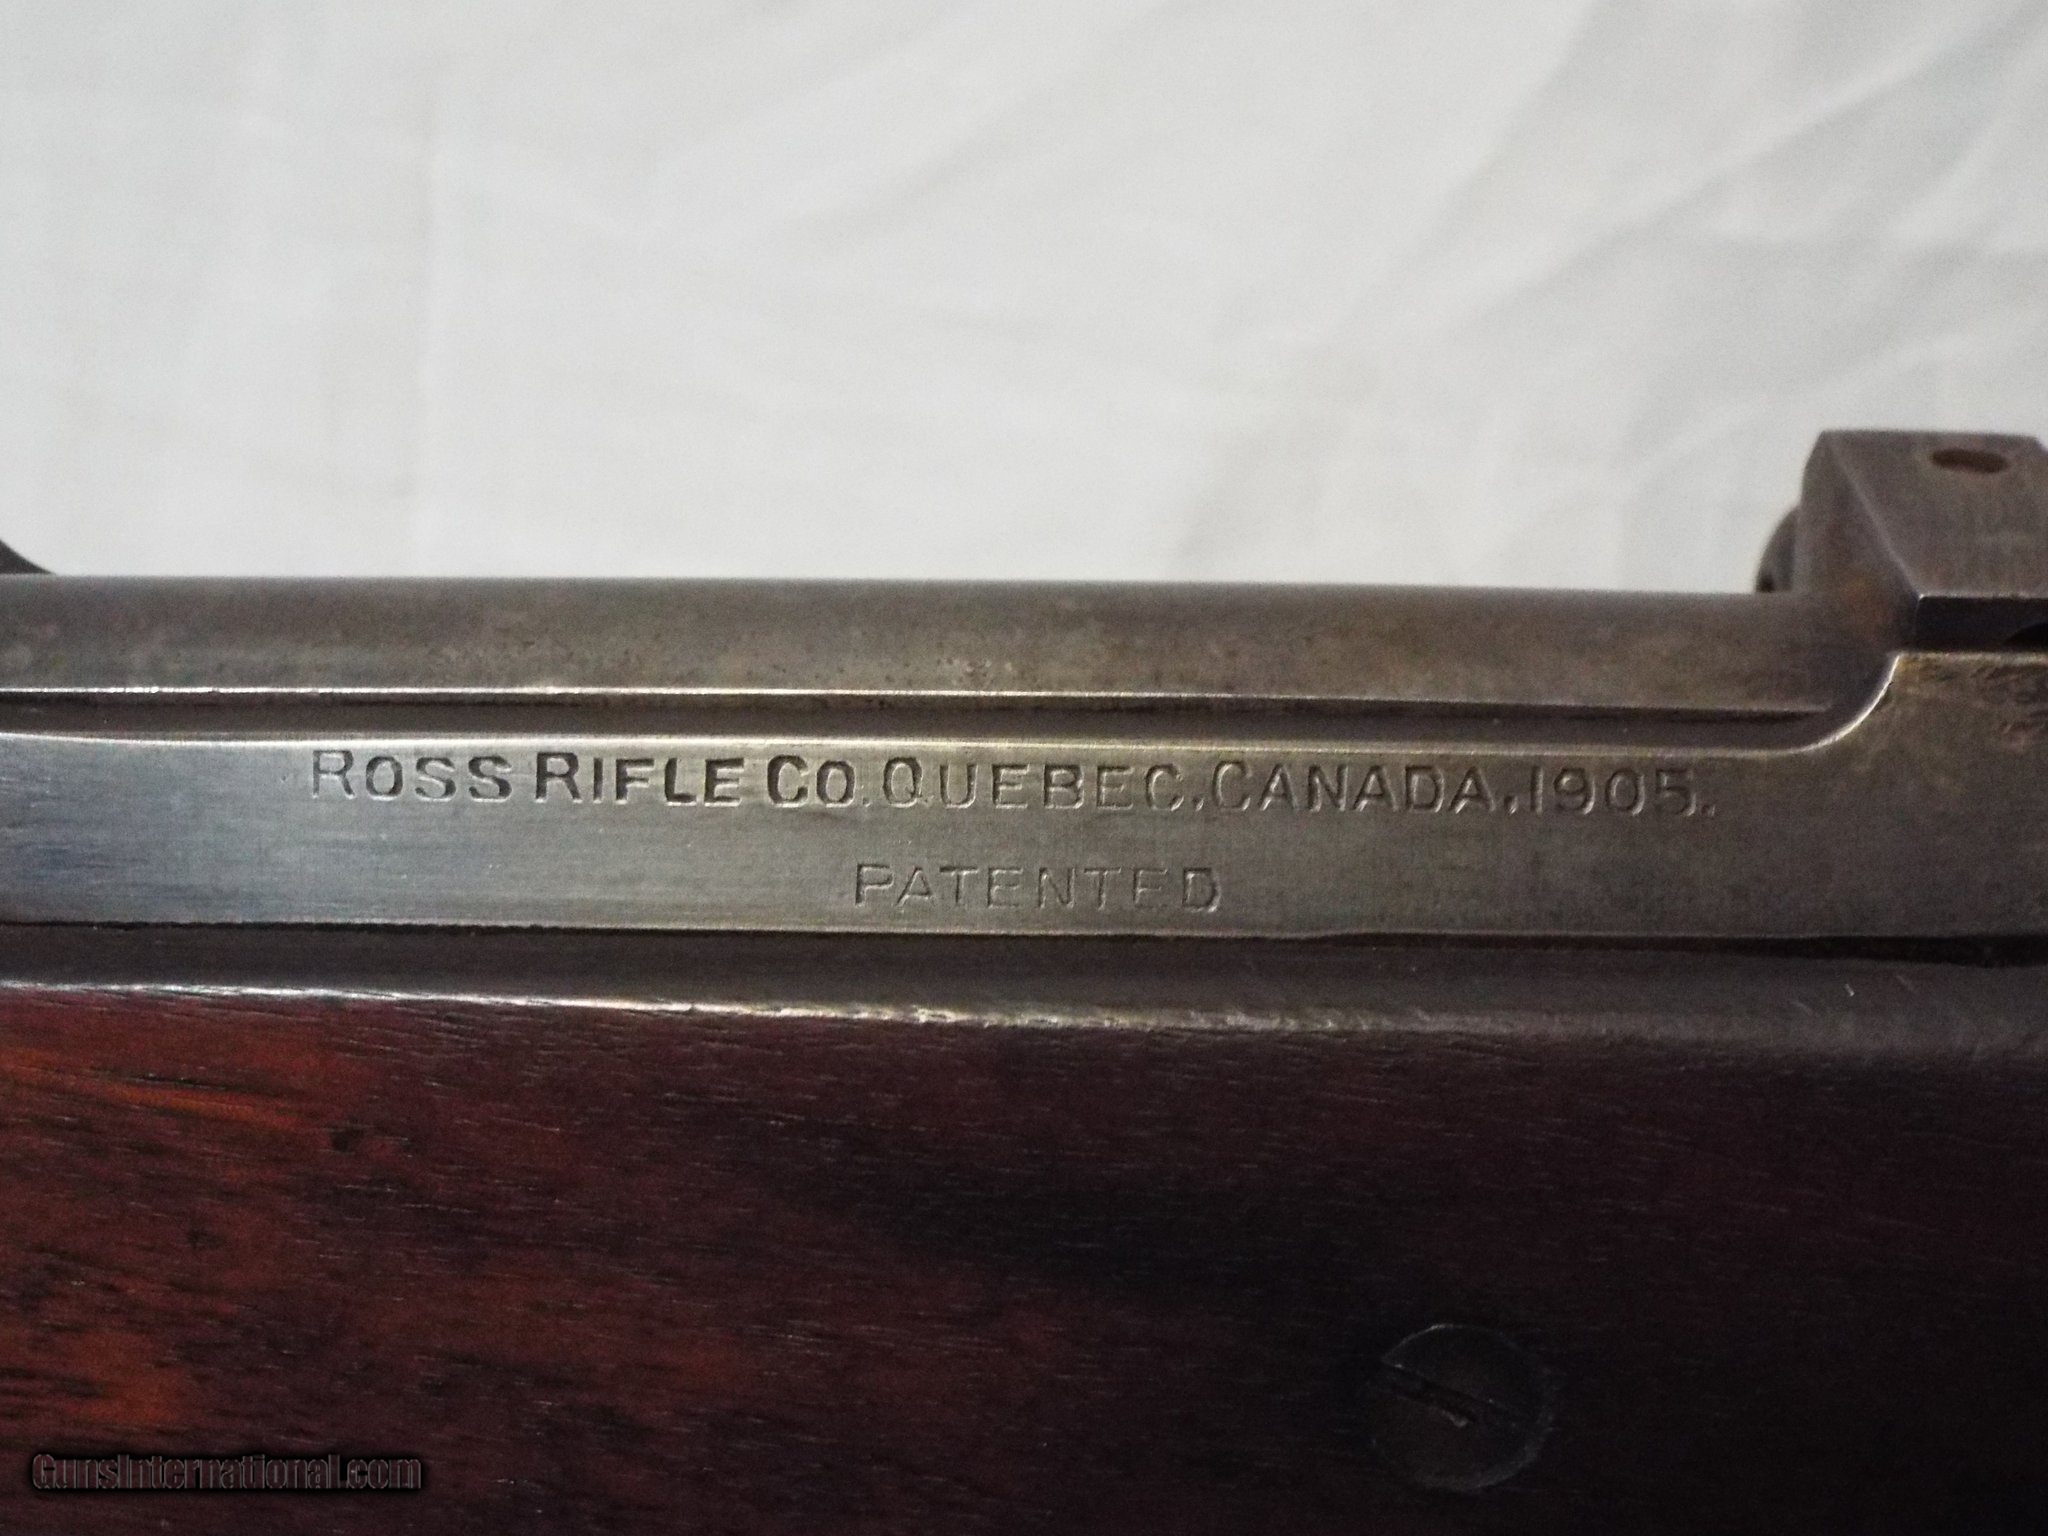 ROSS RIFLE CO. QUEBEC. CANADA. 1905.
PATENTED
GunsInternational.com